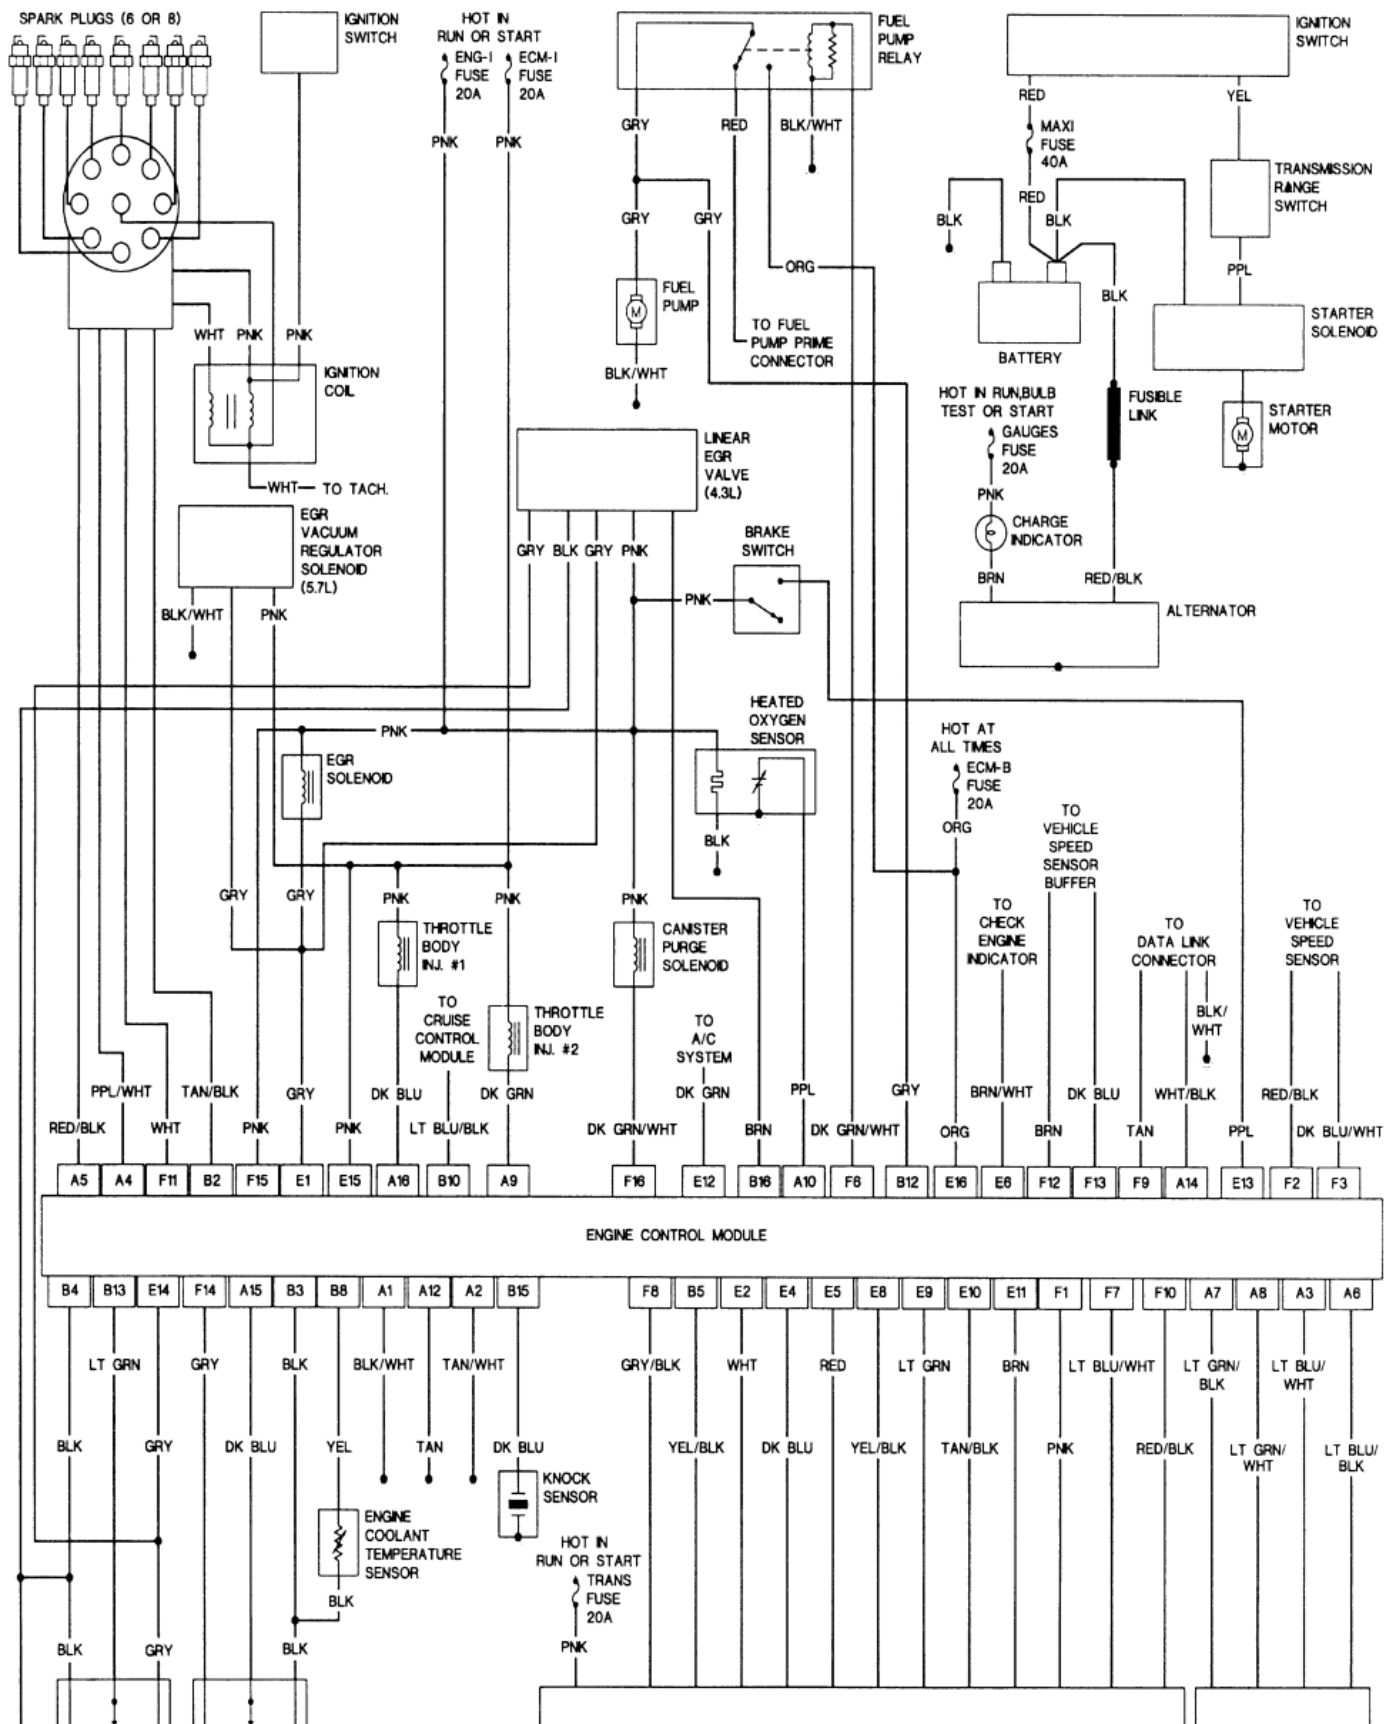 SPARK PLUGS (6 OR 8)
IGNITION
SWITCH
HOT IN
RUN OR START
ENG-I
FUSE
20A
ECM-I
FUSE
20A
FUEL
PUMP
RELAY
IGNITION
SWITCH
PNK
PNK
GRY
RED
BLK/WHT
RED
YEL
MAXI
FUSE
40A
TRANSMISSION
RANGE
SWITCH
RED
GRY
GRY
BLK
BLK
ORG
PPL
BLK
FUEL
PUMP
M
TO FUEL
PUMP PRIME
CONNECTOR
BATTERY
STARTER
SOLENOID
WHT
PNK
PNK
IGNITION
COIL
BLK/WHT
HOT IN RUN,BULB
TEST OR START
GAUGES
FUSE
20A
FUSIBLE
LINK
STARTER
MOTOR
M
LINEAR
EGR
VALVE
(4.3L)
WHT
TO TACH.
PNK
EGR
VACUUM
REGULATOR
SOLENOID
(5.7L)
CHARGE
INDICATOR
BRAKE
SWITCH
GRY
BLK
GRY
PNK
BRN
RED/BLK
BLK/WHT
PNK
PNK
ALTERNATOR
HEATED
OXYGEN
SENSOR
PNK
HOT AT
ALL TIMES
ECM-B
FUSE
20A
EGR
SOLENOID
ORG
TO
VEHICLE
SPEED
SENSOR
BUFFER
BLK
GRY
GRY
PNK
PNK
PNK
TO
CHECK
ENGINE
INDICATOR
TO
DATA LINK
CONNECTOR
TO
VEHICLE
SPEED
SENSOR
THROTTLE
BODY
INJ. #1
CANISTER
PURGE
SOLENOID
TO
CRUISE
CONTROL
MODULE
THROTTLE
BODY
INJ. #2
TO
A/C
SYSTEM
BLK/
WHT
PPL/WHT
TAN/BLK
GRY
DK BLU
DK GRN
DK GRN
PPL
GRY
BRN/WHT
DK BLU
WHT/BLK
RED/BLK
RED/BLK
WHT
PNK
PNK
LT BLU/BLK
DK GRN/WHT
BRN
DK GRN/WHT
ORG
BRN
TAN
PPL
DK BLU/WHT
A5
A4
F11
B2
F15
E1
E15
A16
B10
A9
F16
E12
B16
A10
F6
B12
E16
E6
F12
F13
F9
A14
E13
F2
F3
ENGINE CONTROL MODULE
B4
B13
E14
F14
A15
B3
B8
A1
A12
A2
B15
F8
B5
E2
E4
E5
E8
E9
E10
E11
F1
F7
F10
A7
A8
A3
A6
LT GRN
GRY
BLK
BLK/WHT
TAN/WHT
GRY/BLK
WHT
RED
LT GRN
BRN
LT BLU/WHT
LT GRN/
BLK
LT BLU/
WHT
BLK
GRY
DK BLU
YEL
TAN
DK BLU
YEL/BLK
DK BLU
YEL/BLK
TAN/BLK
PNK
RED/BLK
LT GRN/
WHT
LT BLU/
BLK
KNOCK
SENSOR
ENGINE
COOLANT
TEMPERATURE
SENSOR
HOT IN
RUN OR START
TRANS
FUSE
20A
BLK
BLK
GRY
BLK
PNK